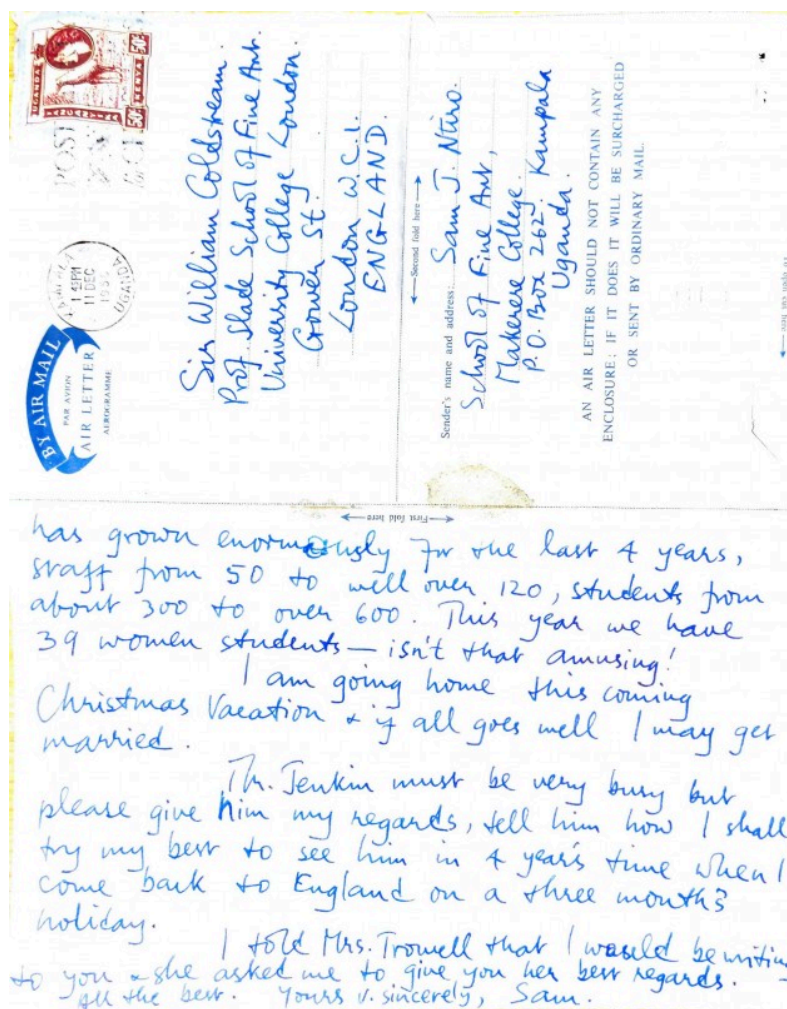 UGANDA
KENYA
TANGANYIKA
50c
50c
POST
1 45PM
11 DEC
UGANDA
BY AIR MAIL
PAR AVION
AIR LETTER
AEROGRAMME
Sir William Coldstream.
Prof. Slade School of Fine Art.
University College London.
Gower St.
London W.C.1.
ENGLAND.
Second fold here
Sender's name and address: Sam J. Ntiro.
School of Fine Art,
Makerere College.
P.O. Box 262. Kampala
Uganda.
AN AIR LETTER SHOULD NOT CONTAIN ANY
ENCLOSURE; IF IT DOES IT WILL BE SURCHARGED
OR SENT BY ORDINARY MAIL.
First fold here
has grown enormously for the last 4 years,
staff from 50 to well over 120, students from
about 300 to over 600. This year we have
39 women students — isn't that amusing!
I am going home this coming
Christmas Vacation & if all goes well I may get
married.
Mr. Jenkin must be very busy but
please give him my regards, tell him how I shall
try my best to see him in 4 year's time when I
come back to England on a three months'
holiday.
I told Mrs. Trowell that I would be writing
to you & she asked me to give you her best regards. —
All the best. Yours v. sincerely, Sam.